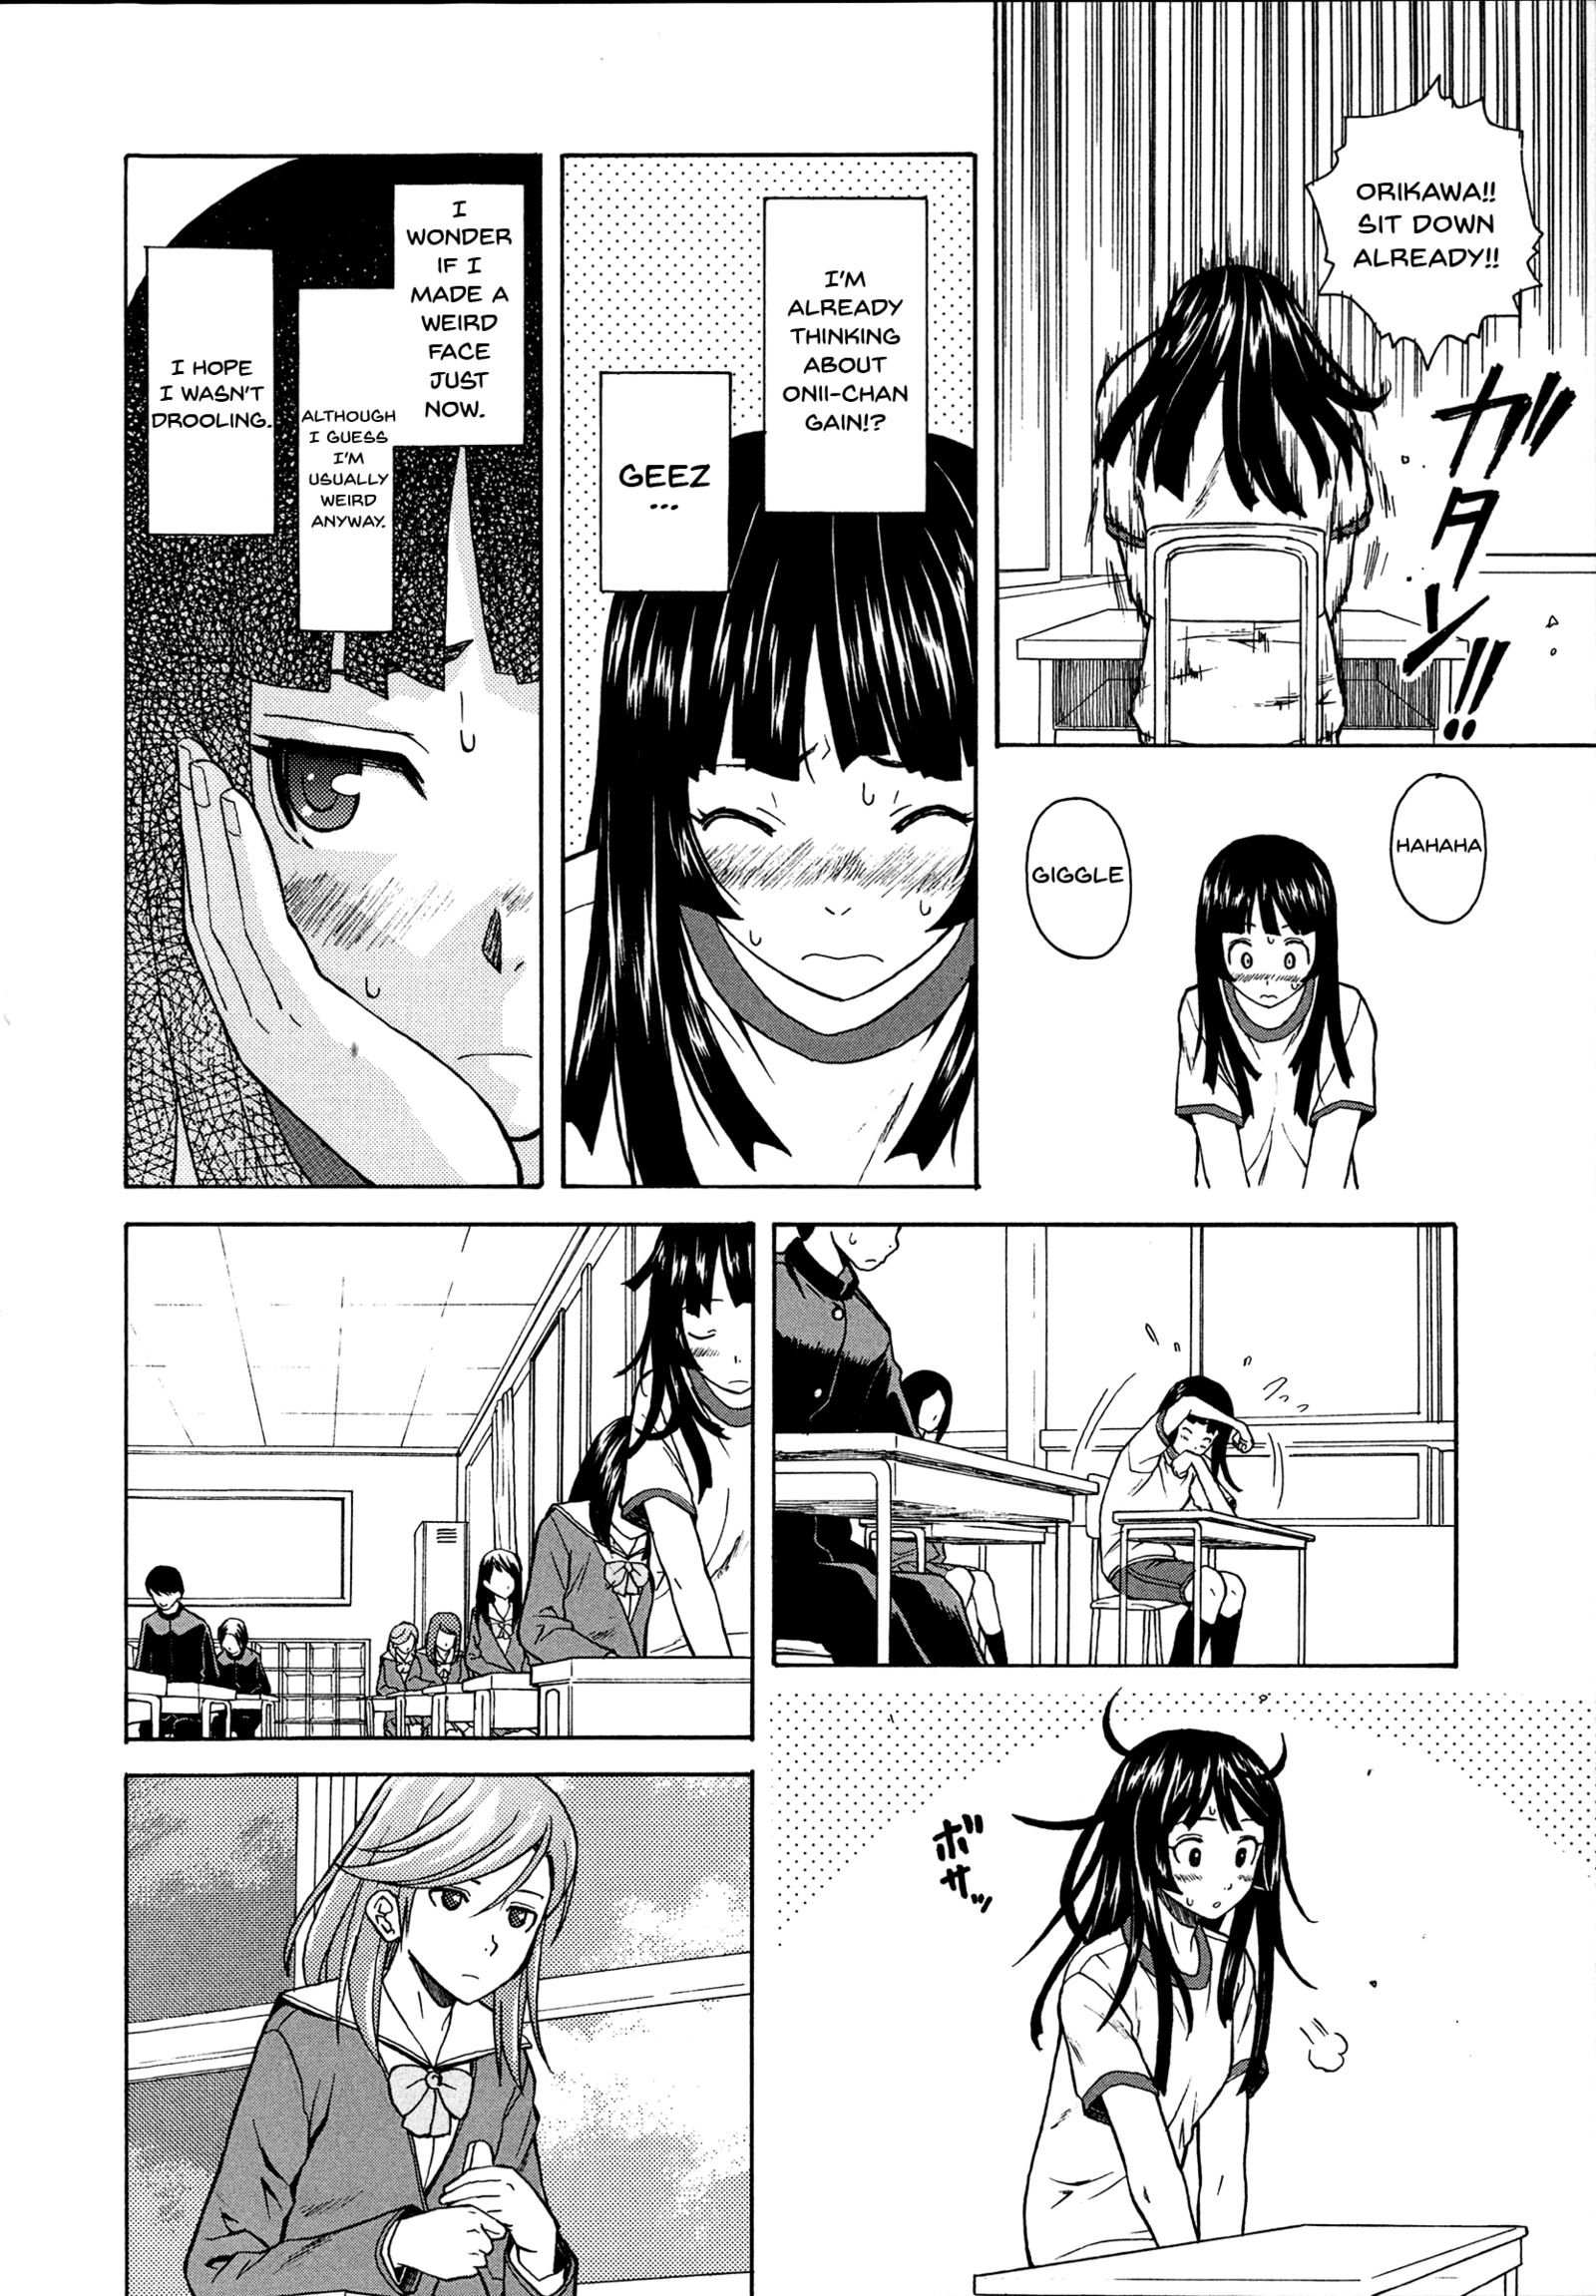 ORIKAWA!!
SIT DOWN
ALREADY!!
ガタン!!
HAHAHA
GIGGLE
I'M
ALREADY
THINKING
ABOUT
ONII-CHAN
GAIN!?
GEEZ
...
I
WONDER
IF I
MADE A
WEIRD
FACE
JUST
NOW.
ALTHOUGH
I GUESS
I'M
USUALLY
WEIRD
ANYWAY.
I HOPE
I WASN'T
DROOLING.
ボサッ